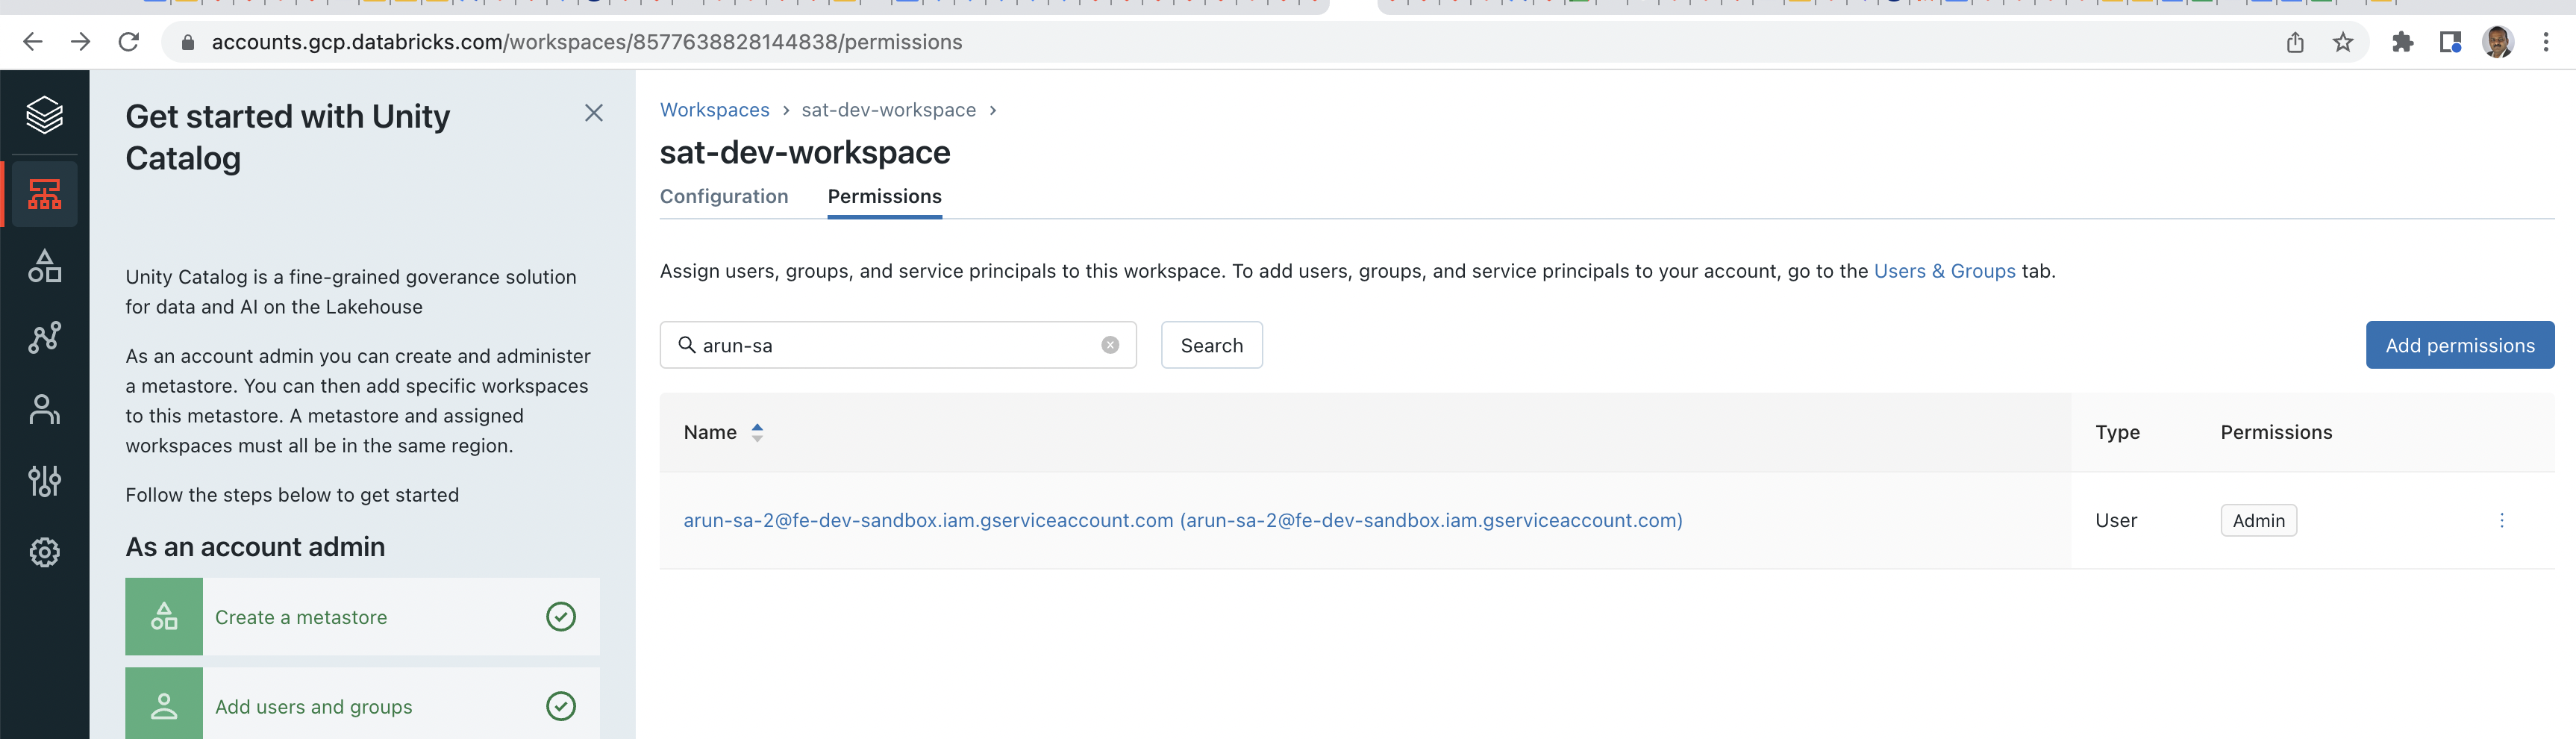 accounts.gcp.databricks.com/workspaces/8577638828144838/permissions
Get started with Unity
Catalog
Unity Catalog is a fine-grained goverance solution
for data and AI on the Lakehouse
As an account admin you can create and administer
a metastore. You can then add specific workspaces
to this metastore. A metastore and assigned
workspaces must all be in the same region.
Follow the steps below to get started
As an account admin
Create a metastore
Add users and groups
Workspaces › sat-dev-workspace ›
sat-dev-workspace
Configuration Permissions
Assign users, groups, and service principals to this workspace. To add users, groups, and service principals to your account, go to the Users & Groups tab.
arun-sa Search Add permissions
Name Type Permissions
arun-sa-2@fe-dev-sandbox.iam.gserviceaccount.com (arun-sa-2@fe-dev-sandbox.iam.gserviceaccount.com) User Admin